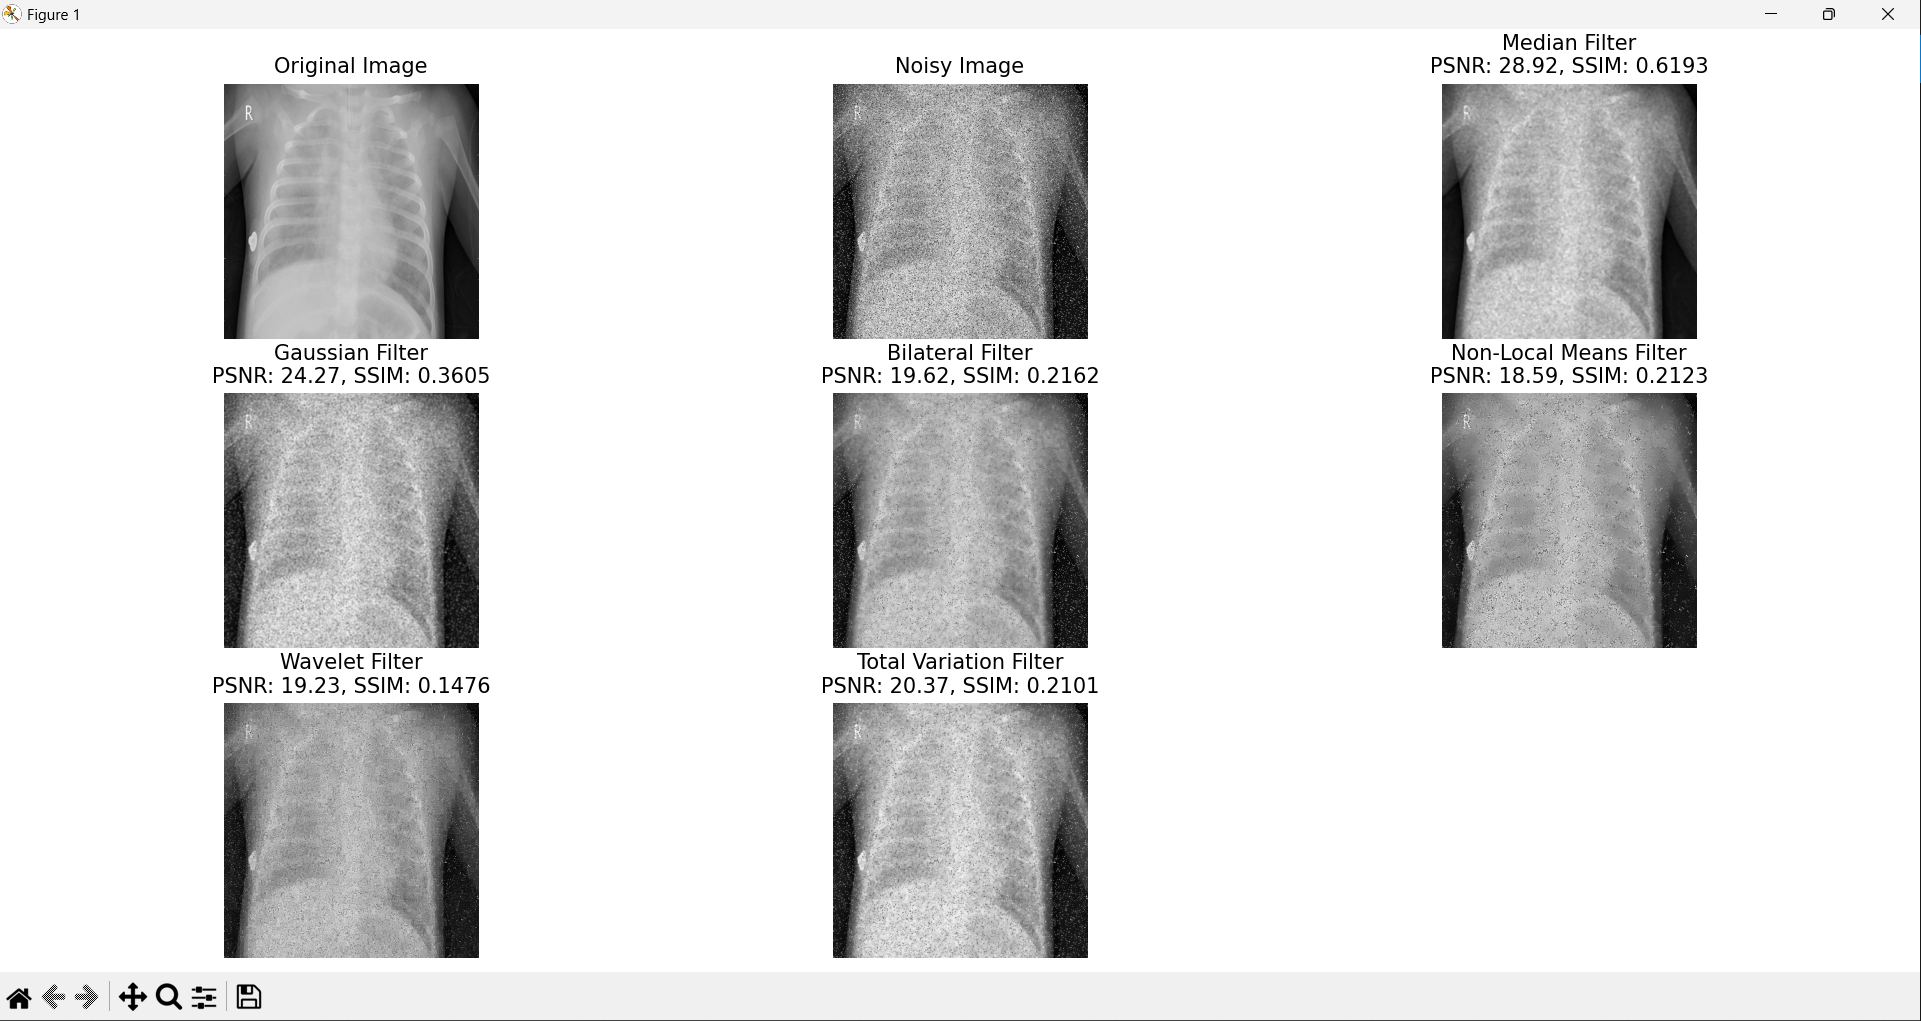 Figure 1
Original Image
R
Noisy Image
R
Median Filter
PSNR: 28.92, SSIM: 0.6193
R
Gaussian Filter
PSNR: 24.27, SSIM: 0.3605
R
Bilateral Filter
PSNR: 19.62, SSIM: 0.2162
R
Non-Local Means Filter
PSNR: 18.59, SSIM: 0.2123
R
Wavelet Filter
PSNR: 19.23, SSIM: 0.1476
R
Total Variation Filter
PSNR: 20.37, SSIM: 0.2101
R